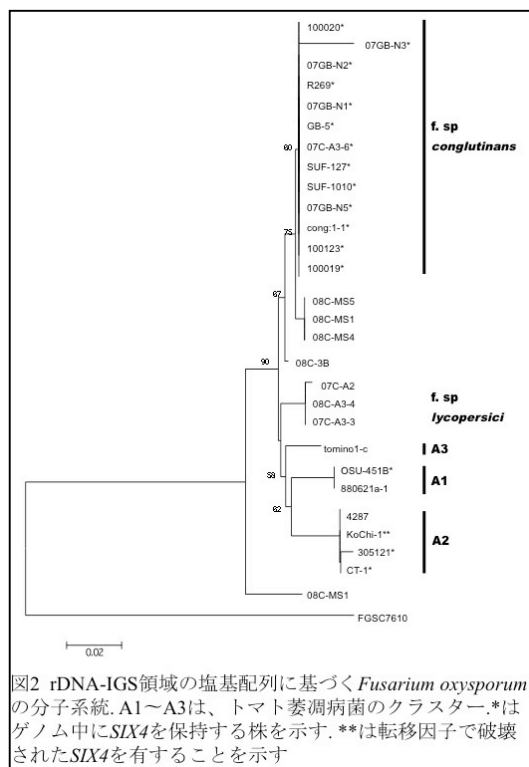 100020*
07GB-N3*
07GB-N2*
R269*
07GB-N1*
GB-5*
60
07C-A3-6*
SUF-127*
SUF-1010*
07GB-N5*
cong:1-1*
100123*
100019*
f. sp
conglutinans
75
08C-MS5
08C-MS1
08C-MS4
67
08C-3B
90
07C-A2
08C-A3-4
07C-A3-3
f. sp
lycopersici
tomino1-c
A3
58
OSU-451B*
880621a-1
A1
62
4287
KoChi-1**
305121*
CT-1*
A2
08C-MS1
FGSC7610
0.02
図2 rDNA-IGS領域の塩基配列に基づくFusarium oxysporum
の分子系統. A1～A3は、トマト萎凋病菌のクラスター.*は
ゲノム中にSIX4を保持する株を示す. **は転移因子で破壊
されたSIX4を有することを示す